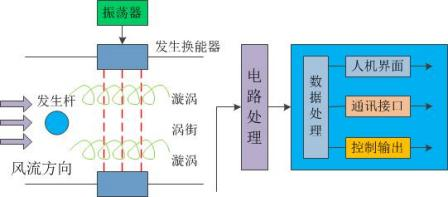 振荡器
发生换能器
发生杆
风流方向
漩涡
涡街
漩涡
电路处理
数据处理
人机界面
通讯接口
控制输出